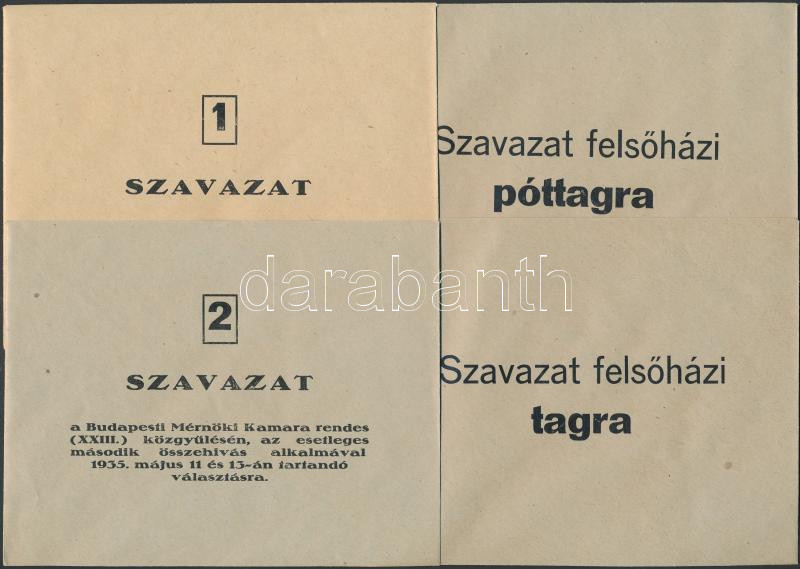 1
SZAVAZAT
Szavazat felsőházi
póttagra
darabanth
2
SZAVAZAT
a Budapesti Mérnöki Kamara rendes
(XXIII.) közgyűlésén, az esetleges
második összehívás alkalmával
1935. május 11 és 13-án tartandó
választásra.
Szavazat felsőházi
tagra